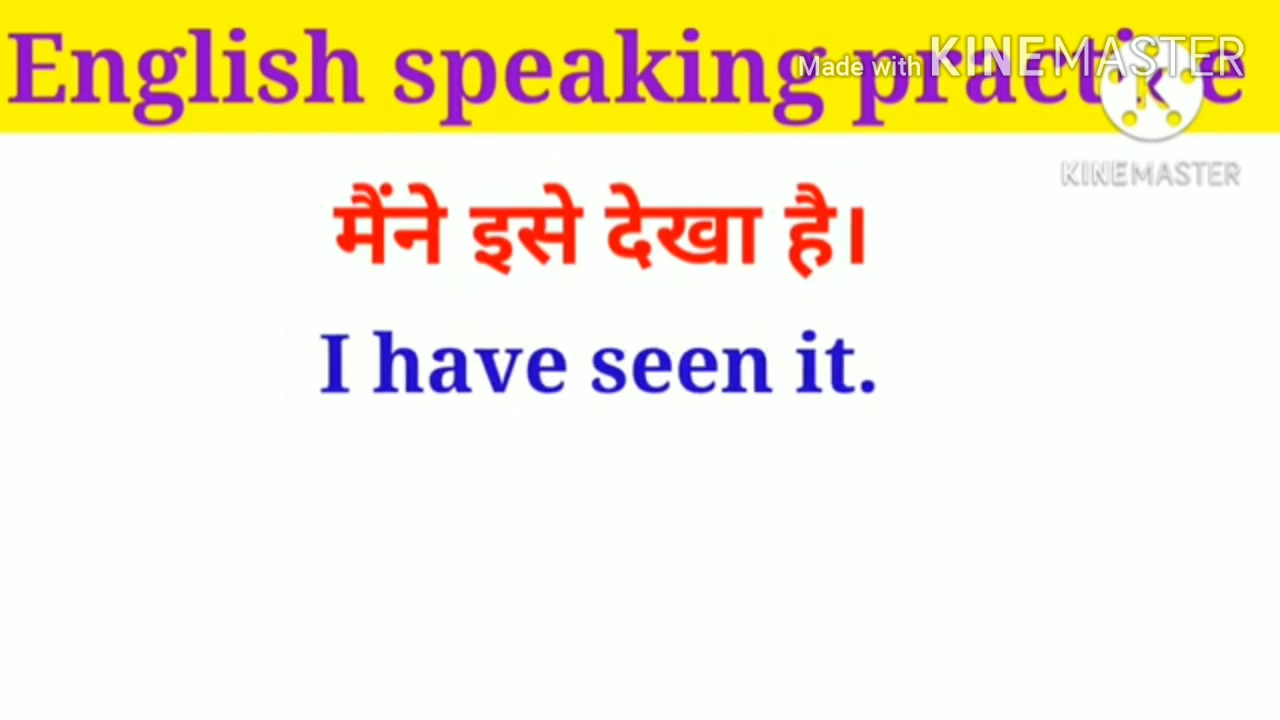 English speaking practice
Made with KINEMASTER
K
KINEMASTER
मैंने इसे देखा है।
I have seen it.